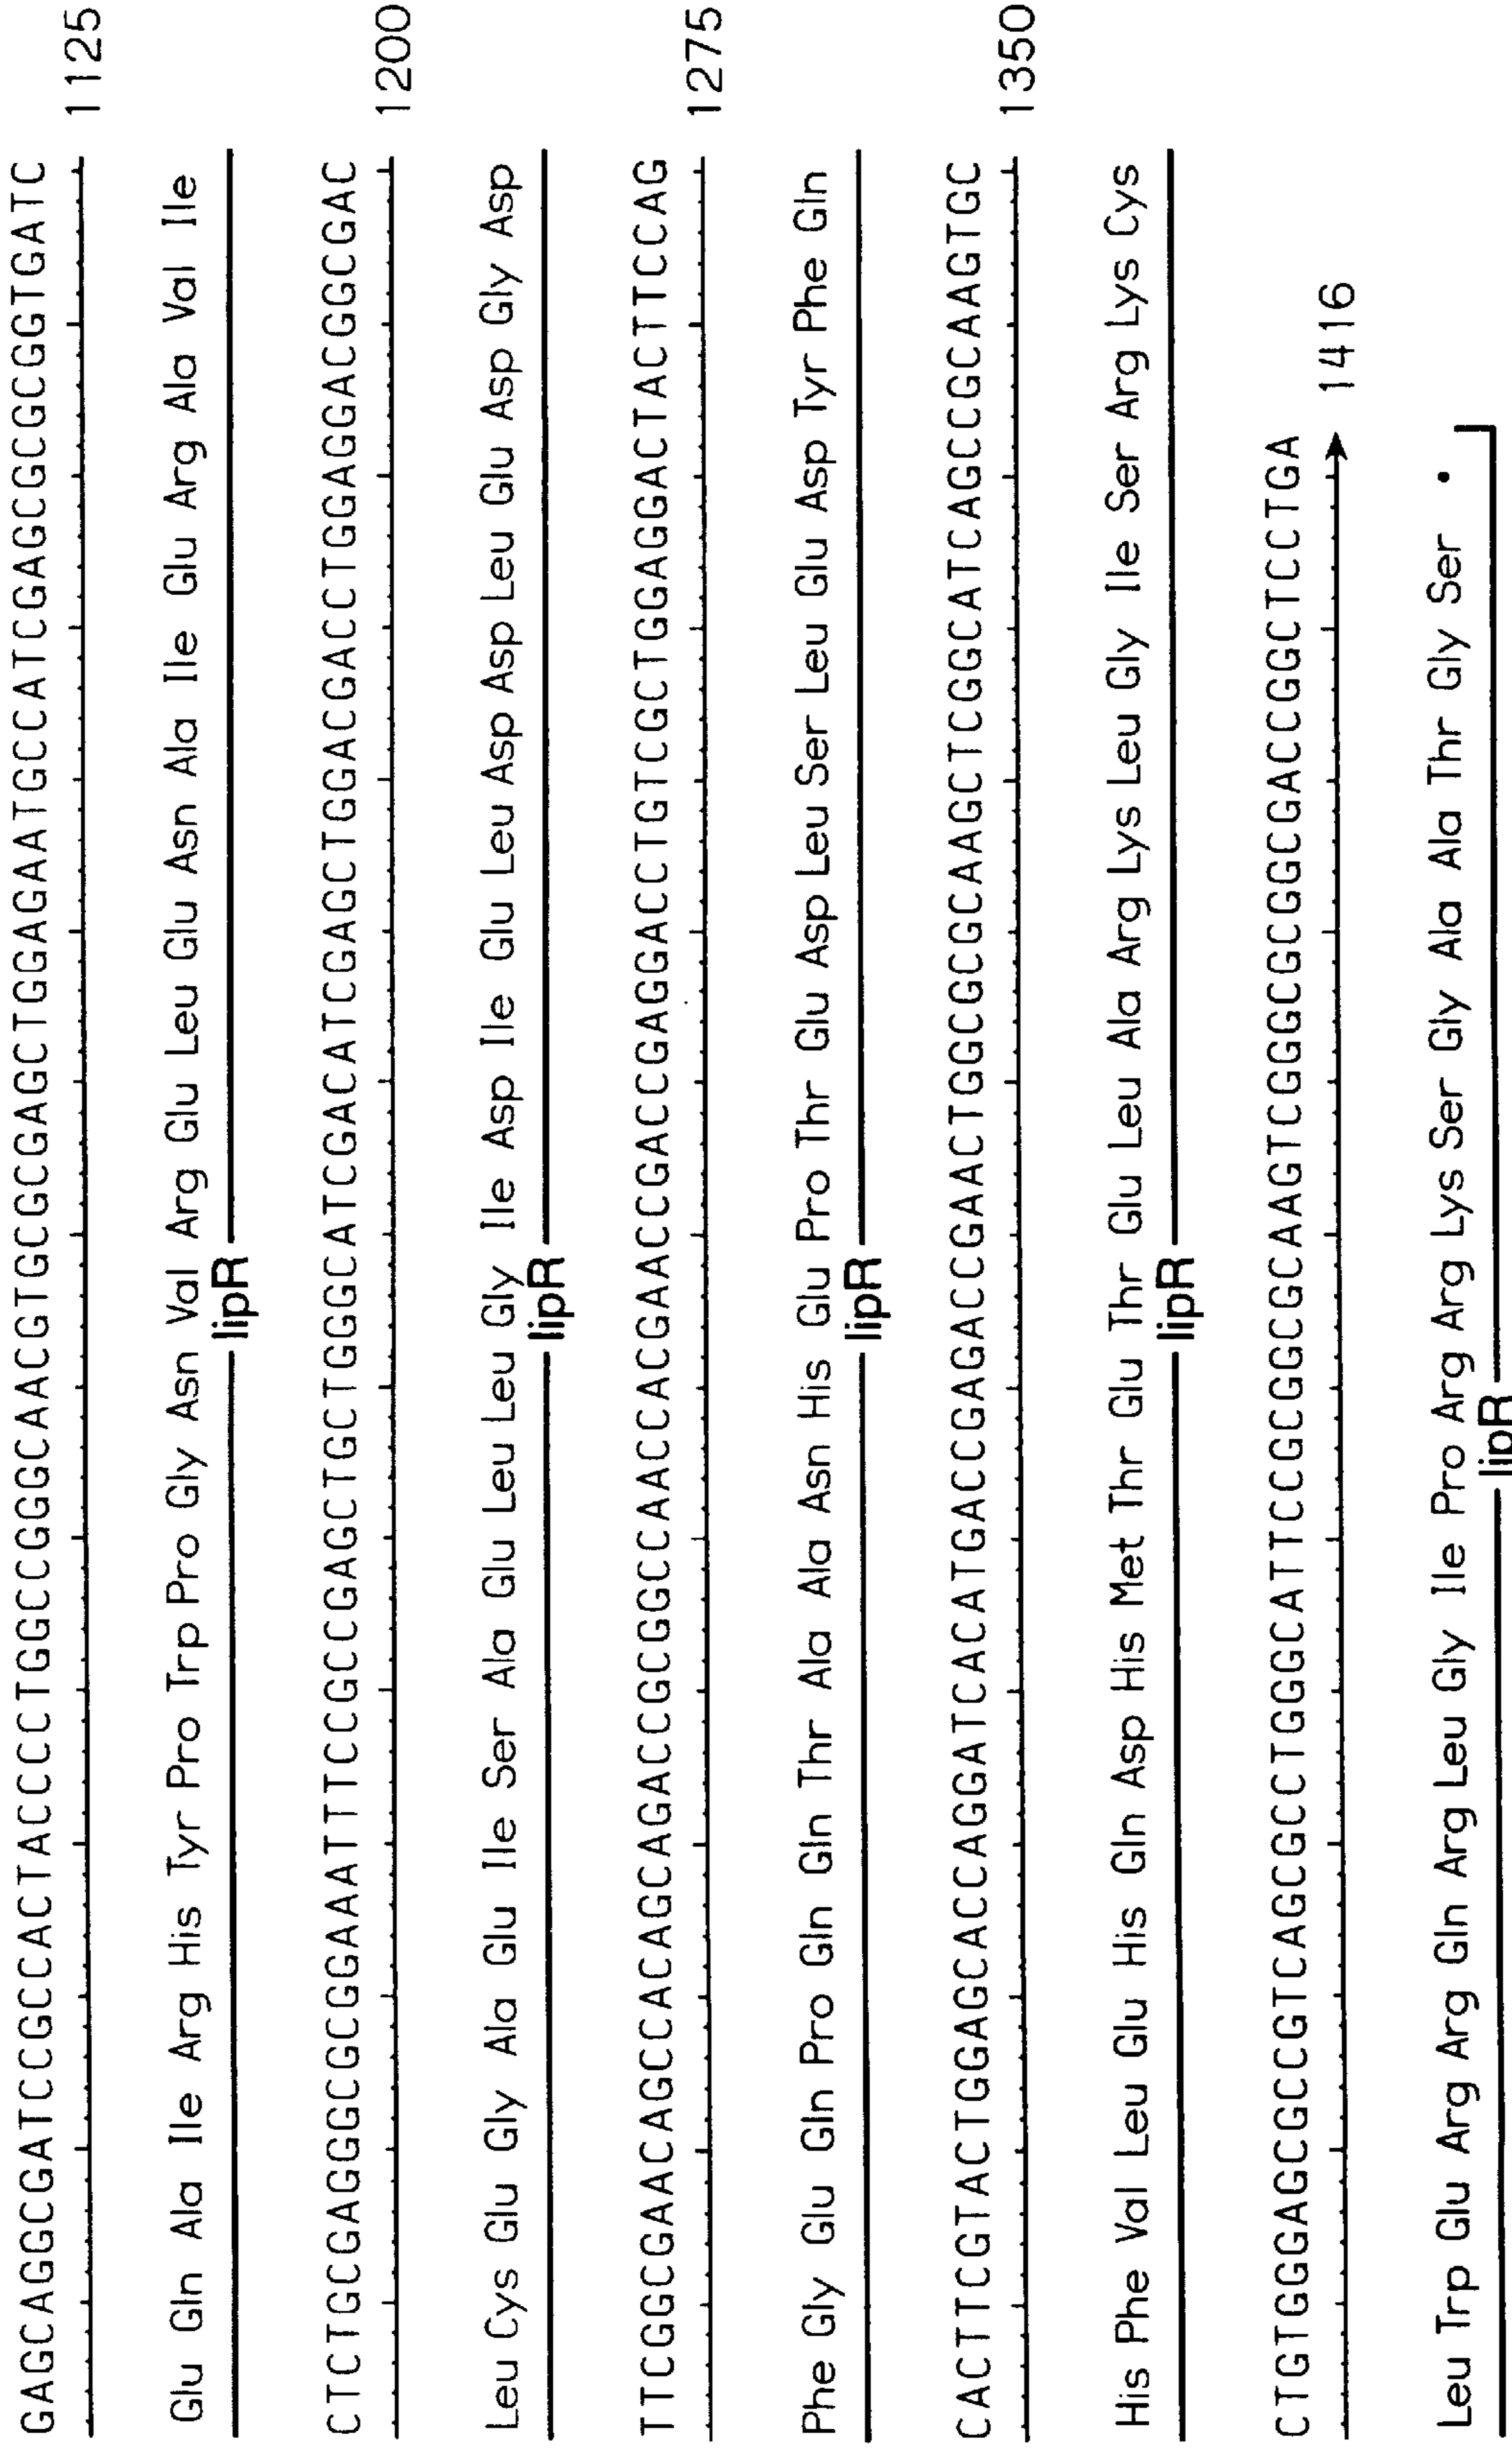 GAGCAGGCGATCCGCCACTACCCCTGGCCGGGCAACGTGCGCGAGCTGGAGAATGCCATCGAGCGCGCGGTGATC 1125
Glu Gln Ala Ile Arg His Tyr Pro Trp Pro Gly Asn Val Arg Glu Leu Glu Asn Ala Ile Glu Arg Ala Val Ile
lipR
CTCTGCGAGGGCGCGGAAATTTCCGCCGAGCTGCTGGGCATCGACATCGAGCTGGACGACCTGGAGGACGGCGAC 1200
Leu Cys Glu Gly Ala Glu Ile Ser Ala Glu Leu Leu Gly Ile Asp Ile Glu Leu Asp Asp Leu Glu Asp Gly Asp
lipR
TTCGGCGAACAGCCACAGCAGACCGCGGCCAACCACGAACCGACCGAGGACCTGTCGCTGGAGGACTACTTCCAG 1275
Phe Gly Glu Gln Pro Gln Gln Thr Ala Ala Asn His Glu Pro Thr Glu Asp Leu Ser Leu Glu Asp Tyr Phe Gln
lipR
CACTTCGTACTGGAGCACCAGGATCACATGACCGAGACCGAACTGGCGCGCAAGCTCGGCATCAGCCGCAAGTGC 1350
His Phe Val Leu Glu His Gln Asp His Met Thr Glu Thr Glu Leu Ala Arg Lys Leu Gly Ile Ser Arg Lys Cys
lipR
CTGTGGGAGCGCCGTCAGCGCCTGGGCATTCCGCGGCGCAAGTCGGGCGCGGCGACCGGCTCCTGA 1416
Leu Trp Glu Arg Arg Gln Arg Leu Gly Ile Pro Arg Arg Lys Ser Gly Ala Ala Thr Gly Ser •
lipR